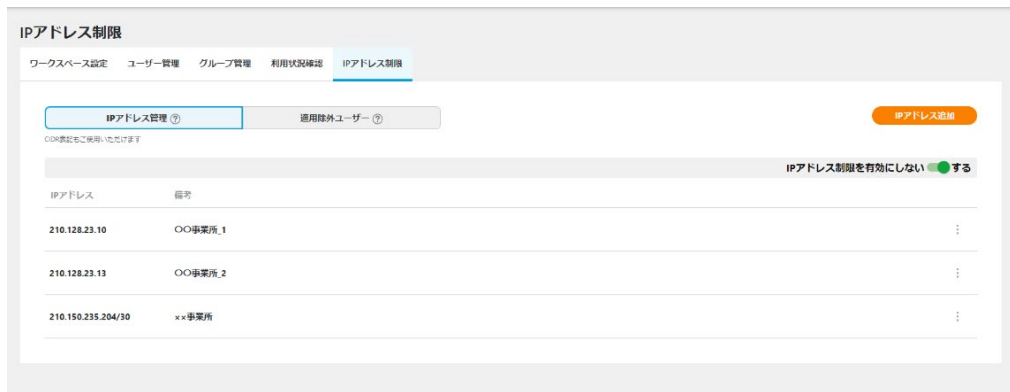 IPアドレス制限
ワークスペース設定 ユーザー管理 グループ管理 利用状況確認 IPアドレス制限
IPアドレス管理 ? 適用除外ユーザー ? IPアドレス追加
CIDR表記もご使用いただけます
IPアドレス制限を有効にしない する
IPアドレス 備考
210.128.23.10 〇〇事業所_1
210.128.23.13 〇〇事業所_2
210.150.235.204/30 ××事業所